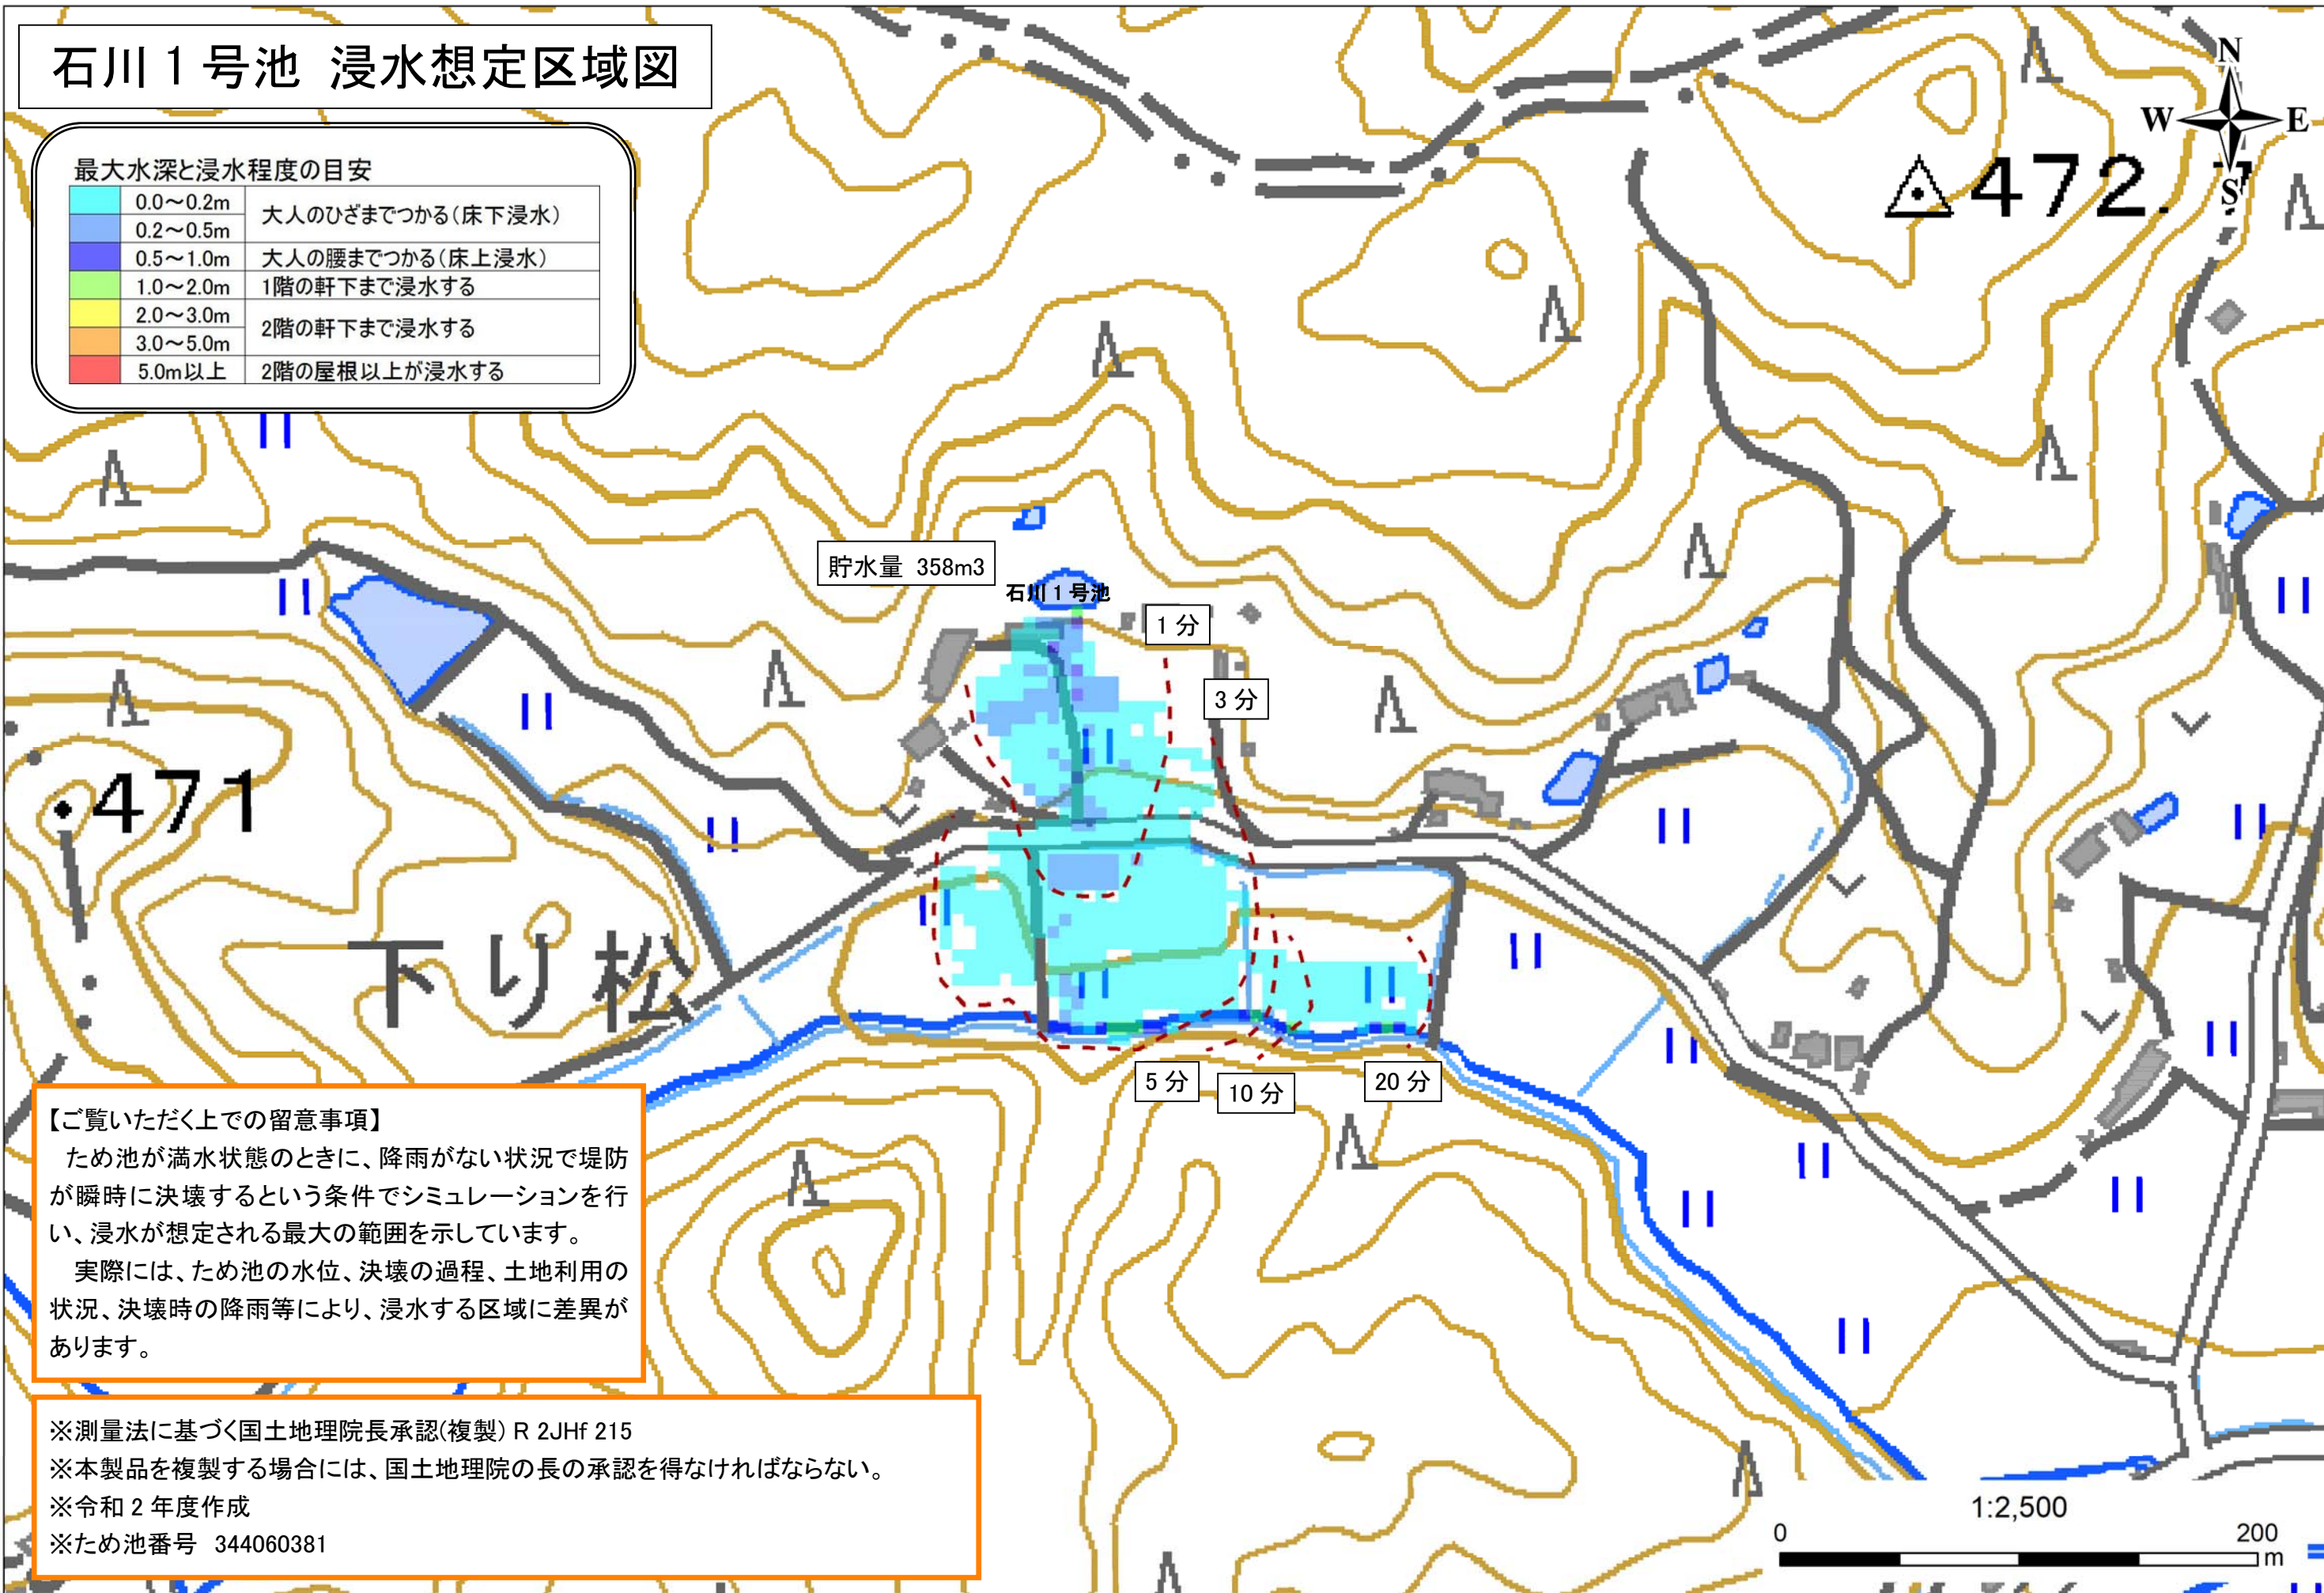 石川１号池 浸水想定区域図
最大水深と浸水程度の目安
0.0～0.2m
大人のひざまでつかる(床下浸水)
0.2～0.5m
0.5～1.0m 大人の腰までつかる(床上浸水)
1.0～2.0m 1階の軒下まで浸水する
2.0～3.0m
2階の軒下まで浸水する
3.0～5.0m
5.0m以上 2階の屋根以上が浸水する
N
W E
S
472.7
貯水量 358m3
石川１号池
1 分
3 分
471
下り松
5 分
10 分
20 分
【ご覧いただく上での留意事項】
ため池が満水状態のときに、降雨がない状況で堤防
が瞬時に決壊するという条件でシミュレーションを行
い、浸水が想定される最大の範囲を示しています。
実際には、ため池の水位、決壊の過程、土地利用の
状況、決壊時の降雨等により、浸水する区域に差異が
あります。
※測量法に基づく国土地理院長承認(複製) R 2JHf 215
※本製品を複製する場合には、国土地理院の長の承認を得なければならない。
※令和 2 年度作成
※ため池番号 344060381
1:2,500
0 200
m